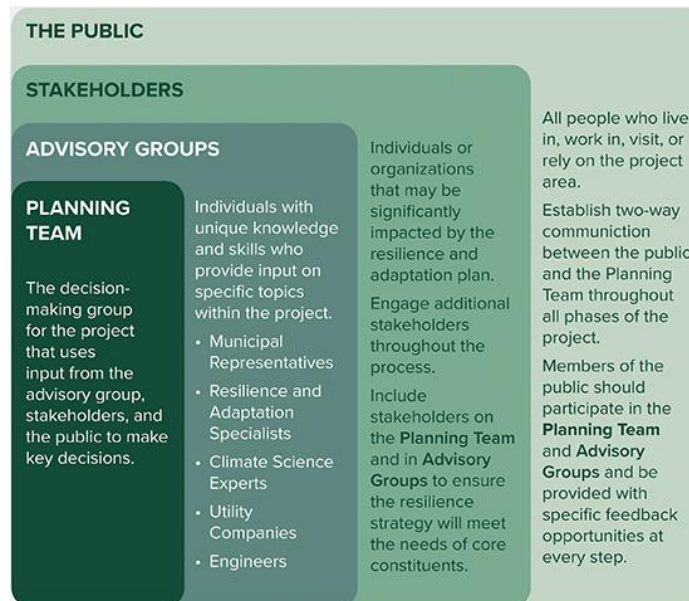 THE PUBLIC
STAKEHOLDERS
ADVISORY GROUPS
PLANNING
TEAM
The decision-
making group
for the project
that uses
input from the
advisory group,
stakeholders, and
the public to make
key decisions.
Individuals with
unique knowledge
and skills who
provide input on
specific topics
within the project.
• Municipal
Representatives
• Resilience and
Adaptation
Specialists
• Climate Science
Experts
• Utility
Companies
• Engineers
Individuals or
organizations
that may be
significantly
impacted by the
resilience and
adaptation plan.
Engage additional
stakeholders
throughout the
process.
Include
stakeholders on
the Planning Team
and in Advisory
Groups to ensure
the resilience
strategy will meet
the needs of core
constituents.
All people who live
in, work in, visit, or
rely on the project
area.
Establish two-way
communiction
between the public
and the Planning
Team throughout
all phases of the
project.
Members of the
public should
participate in the
Planning Team
and Advisory
Groups and be
provided with
specific feedback
opportunities at
every step.